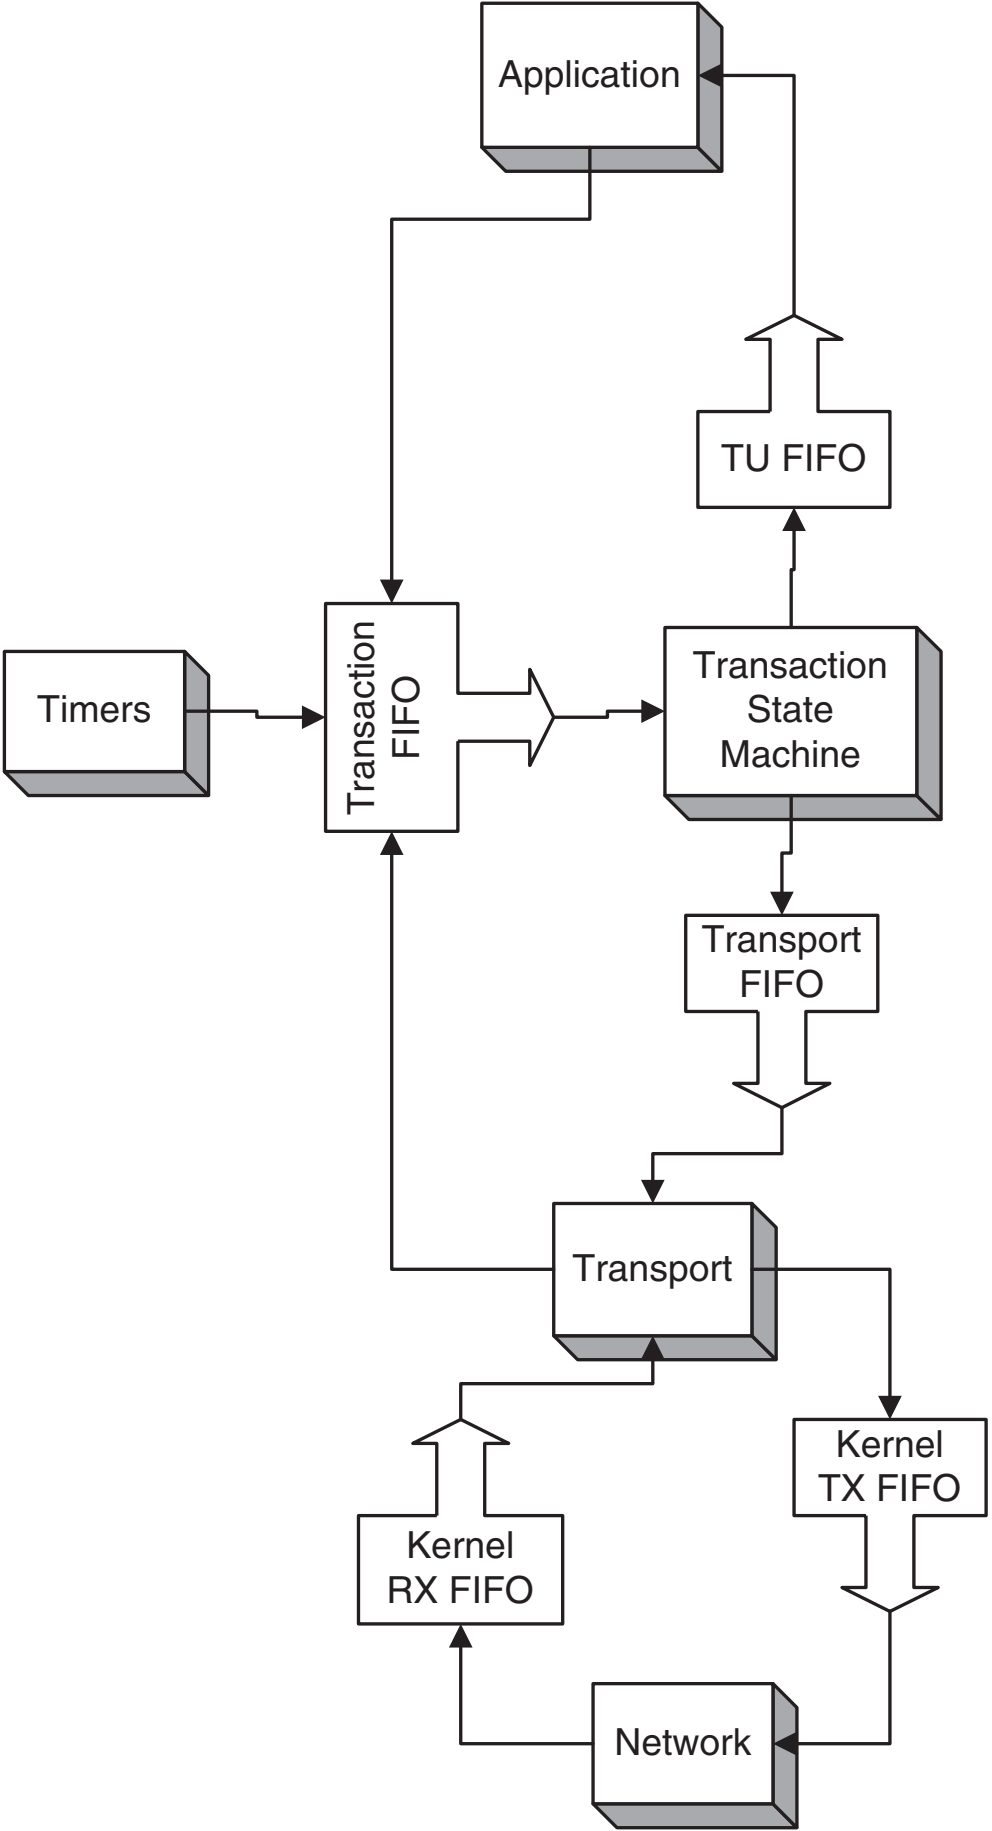 Application
TU FIFO
Timers
Transaction
FIFO
Transaction
State
Machine
Transport
FIFO
Transport
Kernel
TX FIFO
Kernel
RX FIFO
Network